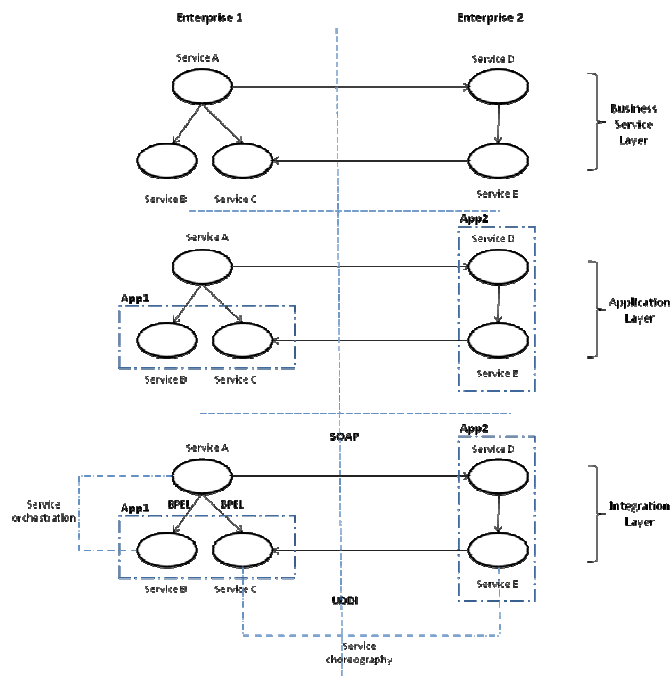 Enterprise 1
Enterprise 2
Service A
Service D
Business
Service
Layer
Service B
Service C
Service E
App2
Service A
Service D
App1
Application
Layer
Service B
Service C
Service E
SOAP
App2
Service A
Service D
Service
orchestration
App1
BPEL
BPEL
Integration
Layer
Service B
Service C
Service E
UDDI
Service
choreography